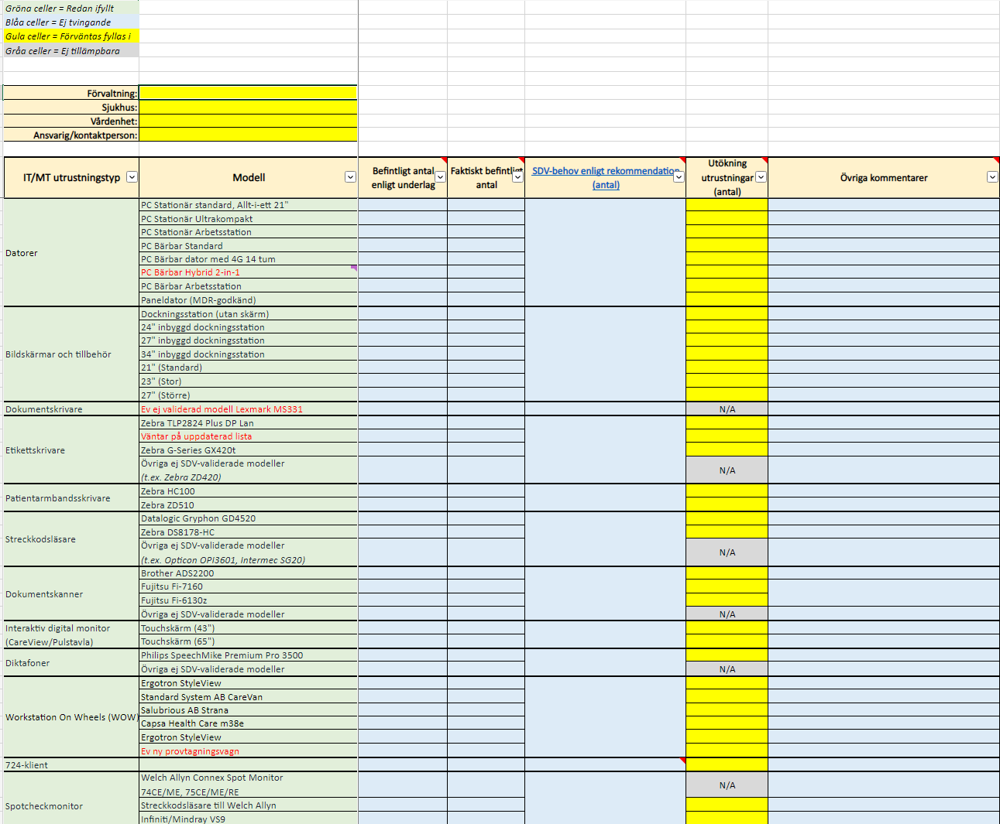 Gröna celler = Redan ifyllt
Blåa celler = Ej tvingande
Gula celler = Förväntas fyllas i
Gråa celler = Ej tillämpbara
Förvaltning:
Sjukhus:
Vårdenhet:
Ansvarig/kontaktperson:
IT/MT utrustningstyp
Modell
Befintligt antal
enligt underlag
Faktiskt befintligt
antal
SDV-behov enligt rekommendation
(antal)
Utökning
utrustningar
(antal)
Övriga kommentarer
Datorer
PC Stationär standard, Allt-i-ett 21"
PC Stationär Ultrakompakt
PC Stationär Arbetsstation
PC Bärbar Standard
PC Bärbar dator med 4G 14 tum
PC Bärbar Hybrid 2-in-1
PC Bärbar Arbetsstation
Paneldator (MDR-godkänd)
Bildskärmar och tillbehör
Dockningsstation (utan skärm)
24" inbyggd dockningsstation
27" inbyggd dockningsstation
34" inbyggd dockningsstation
21" (Standard)
23" (Stor)
27" (Större)
Dokumentskrivare
Ev ej validerad modell Lexmark MS331
N/A
Etikettskrivare
Zebra TLP2824 Plus DP Lan
Väntar på uppdaterad lista
Zebra G-Series GX420t
Övriga ej SDV-validerade modeller
(t.ex. Zebra ZD420)
N/A
Patientarmbandsskrivare
Zebra HC100
Zebra ZD510
Streckkodsläsare
Datalogic Gryphon GD4520
Zebra DS8178-HC
Övriga ej SDV-validerade modeller
(t.ex. Opticon OPI3601, Intermec SG20)
N/A
Dokumentskanner
Brother ADS2200
Fujitsu Fi-7160
Fujitsu Fi-6130z
Övriga ej SDV-validerade modeller
N/A
Interaktiv digital monitor
(CareView/Pulstavla)
Touchskärm (43")
Touchskärm (65")
Diktafoner
Philips SpeechMike Premium Pro 3500
Övriga ej SDV-validerade modeller
N/A
Workstation On Wheels (WOW)
Ergotron StyleView
Standard System AB CareVan
Salubrious AB Strana
Capsa Health Care m38e
Ergotron StyleView
Ev ny provtagningsvagn
724-klient
Spotcheckmonitor
Welch Allyn Connex Spot Monitor
74CE/ME, 75CE/ME/RE
N/A
Streckkodsläsare till Welch Allyn
Infiniti/Mindray VS9